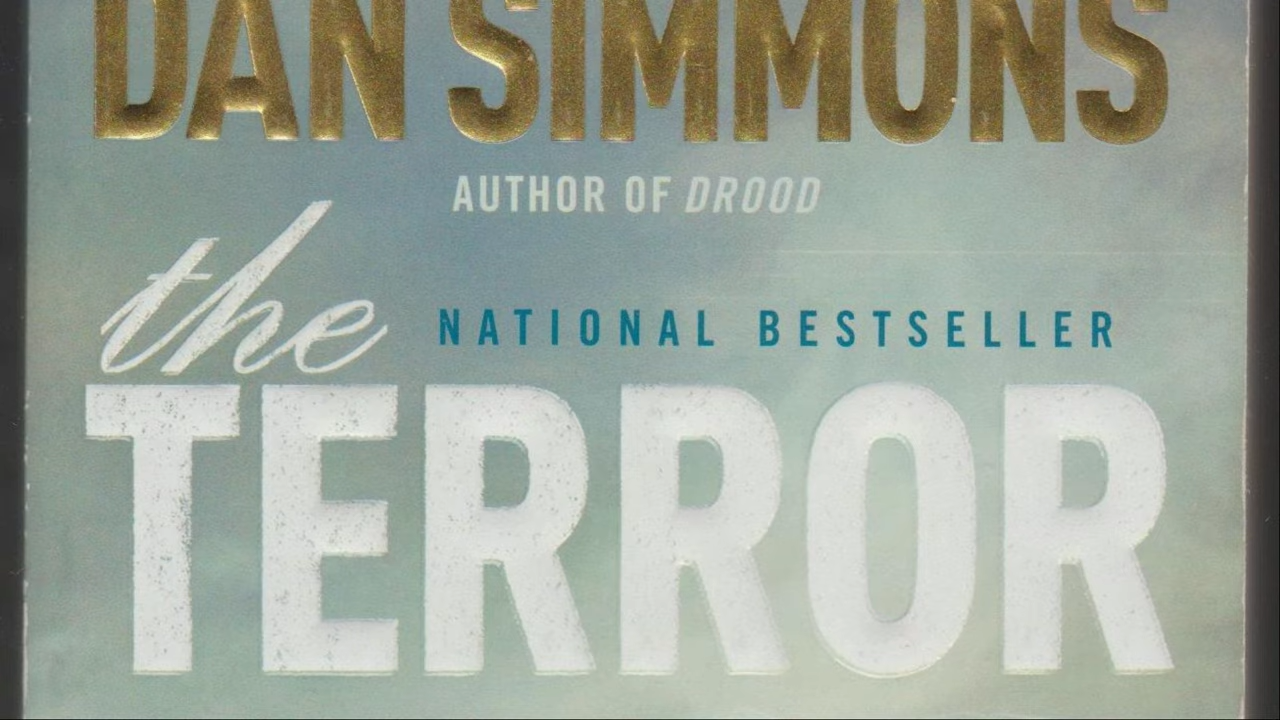 DAN SIMMONS
AUTHOR OF DROOD
the
NATIONAL BESTSELLER
TERROR